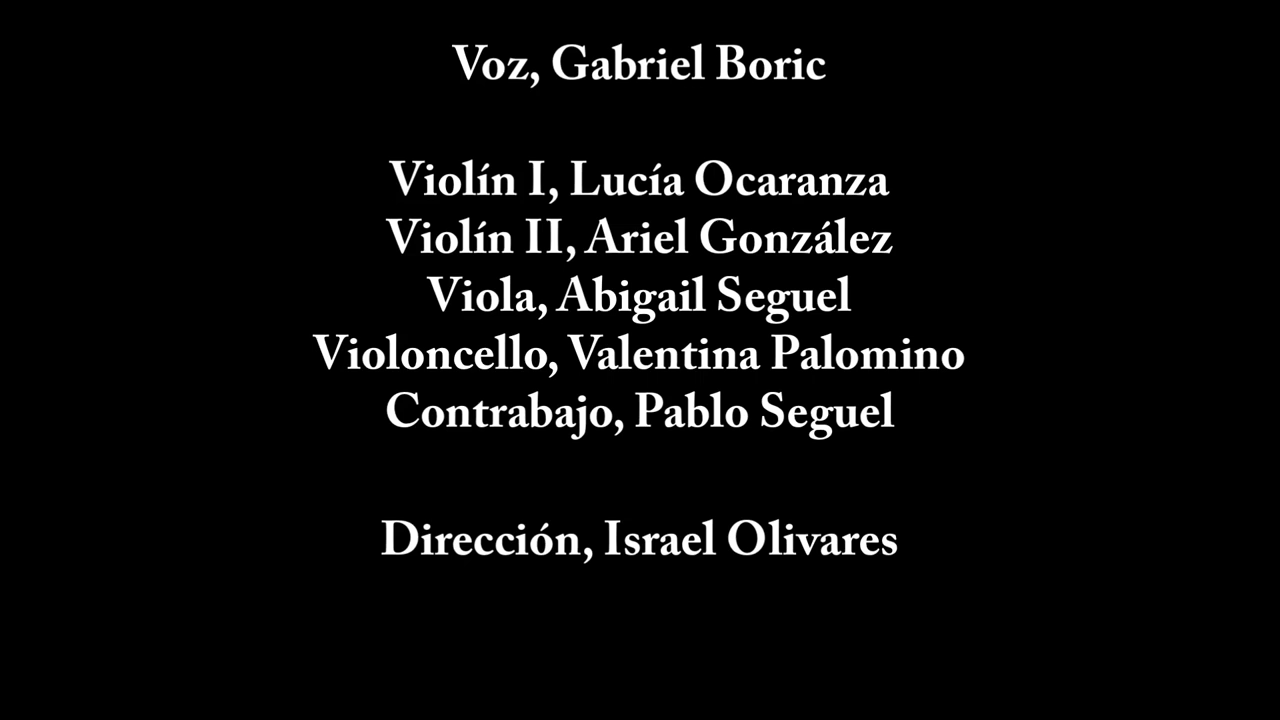 Voz, Gabriel Boric
Violín I, Lucía Ocaranza
Violín II, Ariel González
Viola, Abigail Seguel
Violoncello, Valentina Palomino
Contrabajo, Pablo Seguel
Dirección, Israel Olivares